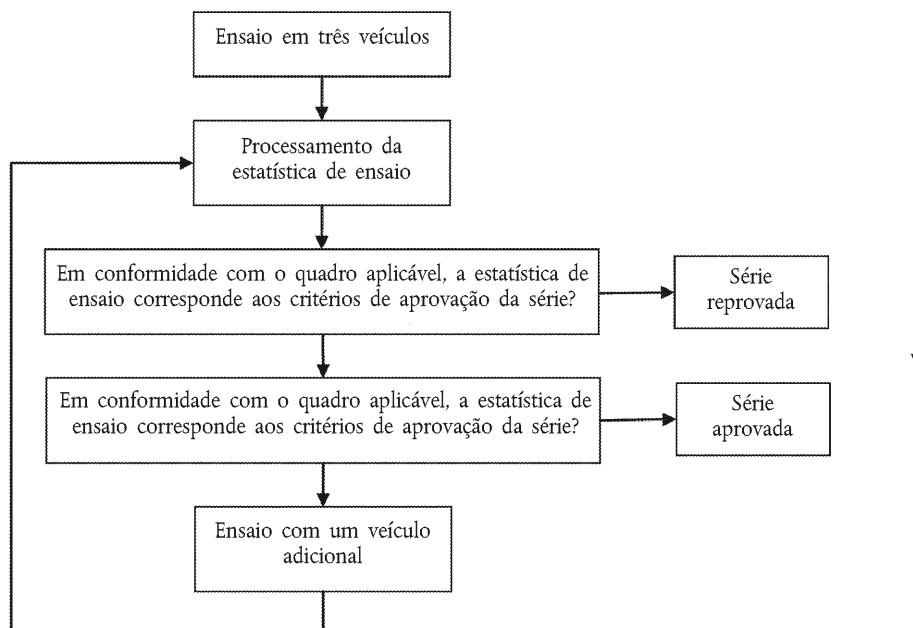 Ensaio em três veículos
Processamento da
estatística de ensaio
Em conformidade com o quadro aplicável, a estatística de
ensaio corresponde aos critérios de aprovação da série?
Série
reprovada
Em conformidade com o quadro aplicável, a estatística de
ensaio corresponde aos critérios de aprovação da série?
Série
aprovada
Ensaio com um veículo
adicional